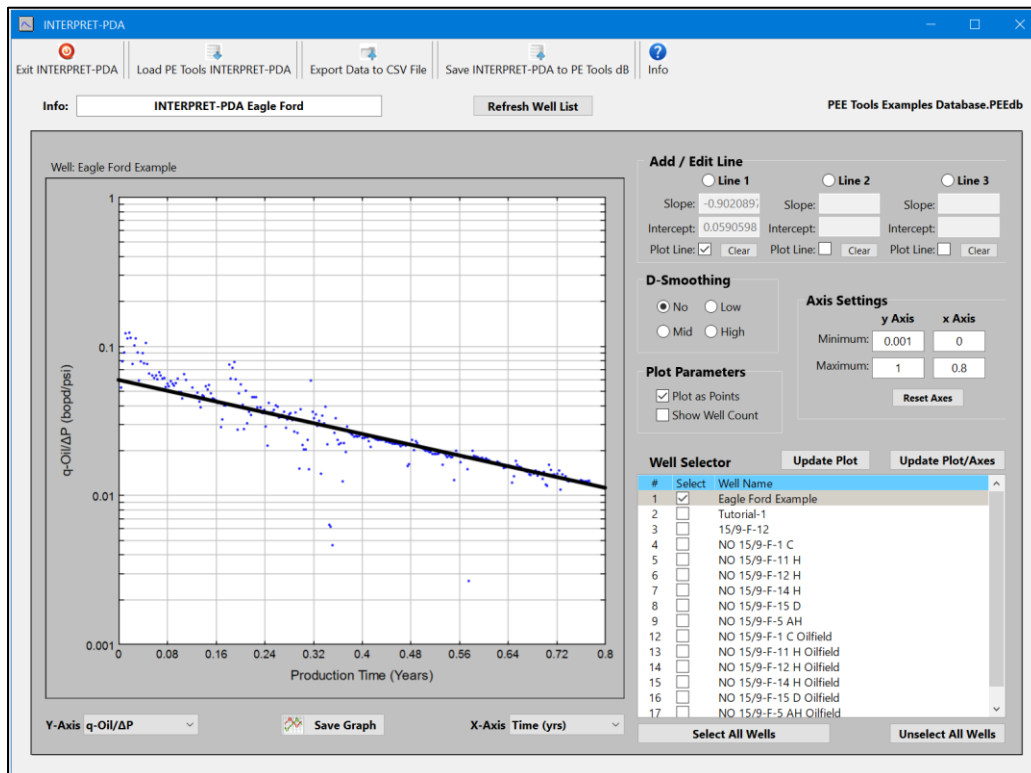 INTERPRET-PDA
Exit INTERPRET-PDA
Load PE Tools INTERPRET-PDA
Export Data to CSV File
Save INTERPRET-PDA to PE Tools dB
Info
Info: INTERPRET-PDA Eagle Ford
Refresh Well List
PEE Tools Examples Database.PEEdb
Well: Eagle Ford Example
1
0.1
0.01
0.001
q-Oil/ΔP (bopd/psi)
0 0.08 0.16 0.24 0.32 0.4 0.48 0.56 0.64 0.72 0.8
Production Time (Years)
Y-Axis q-Oil/ΔP
Save Graph
X-Axis Time (yrs)
Add / Edit Line
Line 1 Line 2 Line 3
Slope: -0.902089 Slope: Slope:
Intercept: 0.0590598 Intercept: Intercept:
Plot Line: Clear Plot Line: Clear Plot Line: Clear
D-Smoothing
No Low
Mid High
Axis Settings
y Axis x Axis
Minimum: 0.001 0
Maximum: 1 0.8
Reset Axes
Plot Parameters
Plot as Points
Show Well Count
Well Selector
Update Plot
Update Plot/Axes
# Select Well Name
1 Eagle Ford Example
2 Tutorial-1
3 15/9-F-12
4 NO 15/9-F-1 C
5 NO 15/9-F-11 H
6 NO 15/9-F-12 H
7 NO 15/9-F-14 H
8 NO 15/9-F-15 D
9 NO 15/9-F-5 AH
12 NO 15/9-F-1 C Oilfield
13 NO 15/9-F-11 H Oilfield
14 NO 15/9-F-12 H Oilfield
15 NO 15/9-F-14 H Oilfield
16 NO 15/9-F-15 D Oilfield
17 NO 15/9-F-5 AH Oilfield
Select All Wells
Unselect All Wells